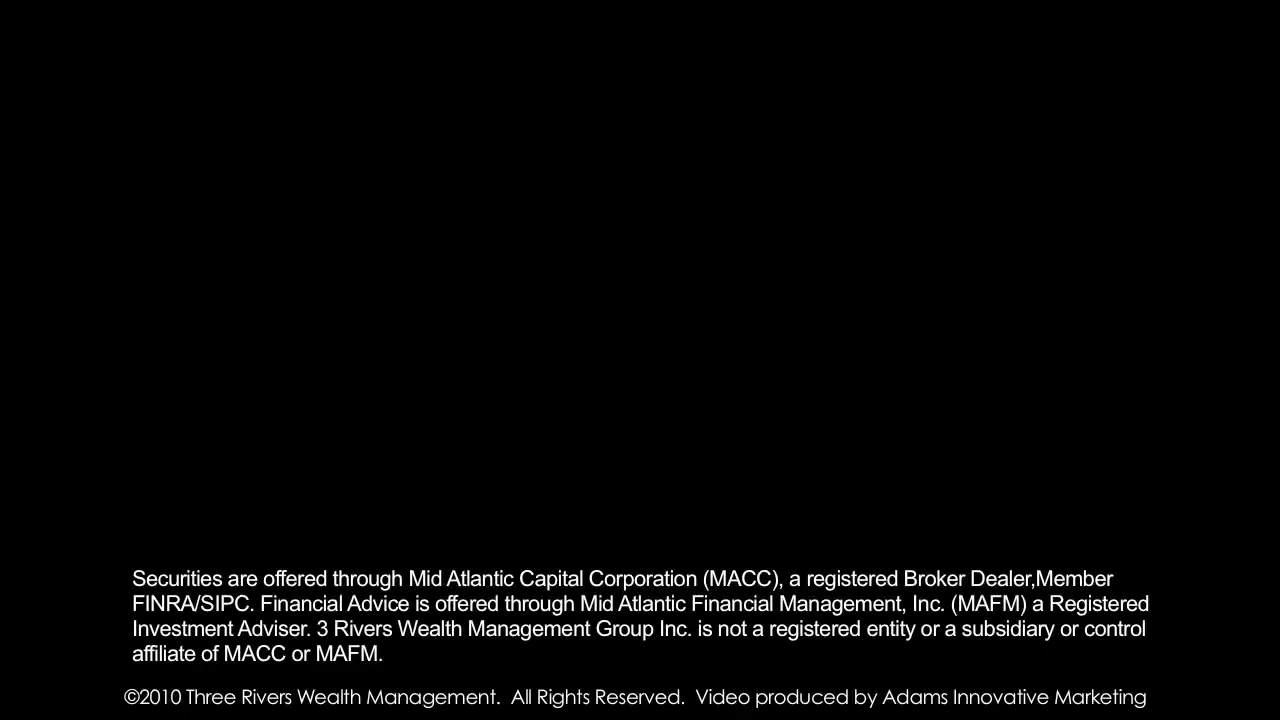 Securities are offered through Mid Atlantic Capital Corporation (MACC), a registered Broker Dealer,Member
FINRA/SIPC. Financial Advice is offered through Mid Atlantic Financial Management, Inc. (MAFM) a Registered
Investment Adviser. 3 Rivers Wealth Management Group Inc. is not a registered entity or a subsidiary or control
affiliate of MACC or MAFM.
©2010 Three Rivers Wealth Management.  All Rights Reserved.  Video produced by Adams Innovative Marketing